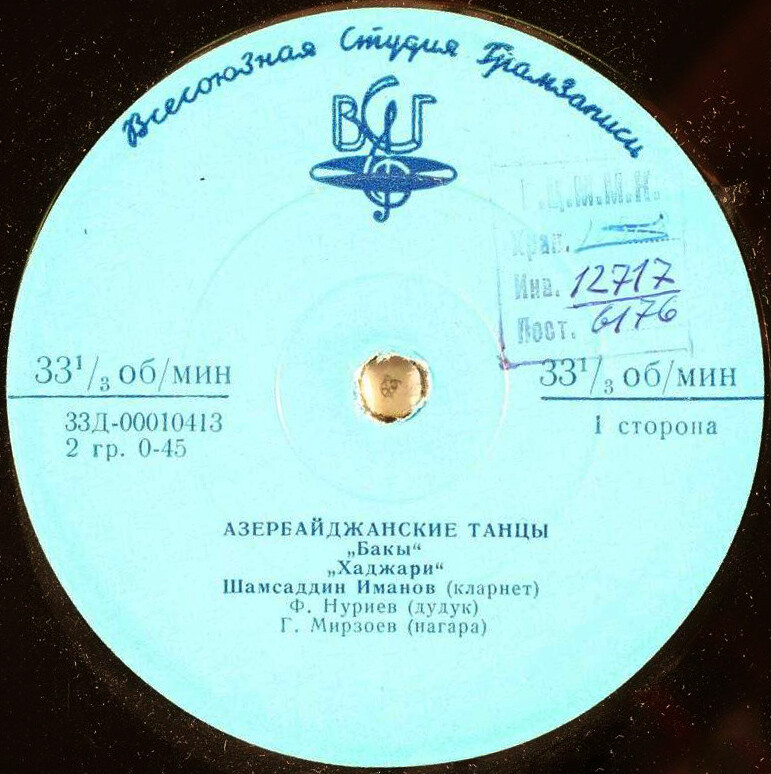 Всесоюзная Студия Грамзаписи
ВСГ
Г.Ц.М.М.К.
Хран.
Инв. 12717
Пост. 6176
33¹/₃ об/мин
33¹/₃ об/мин
33Д-00010413
2 гр. 0-45
1 сторона
АЗЕРБАЙДЖАНСКИЕ ТАНЦЫ
„Бакы“
„Хаджари“
Шамсаддин Иманов (кларнет)
Ф. Нуриев (дудук)
Г. Мирзоев (нагара)